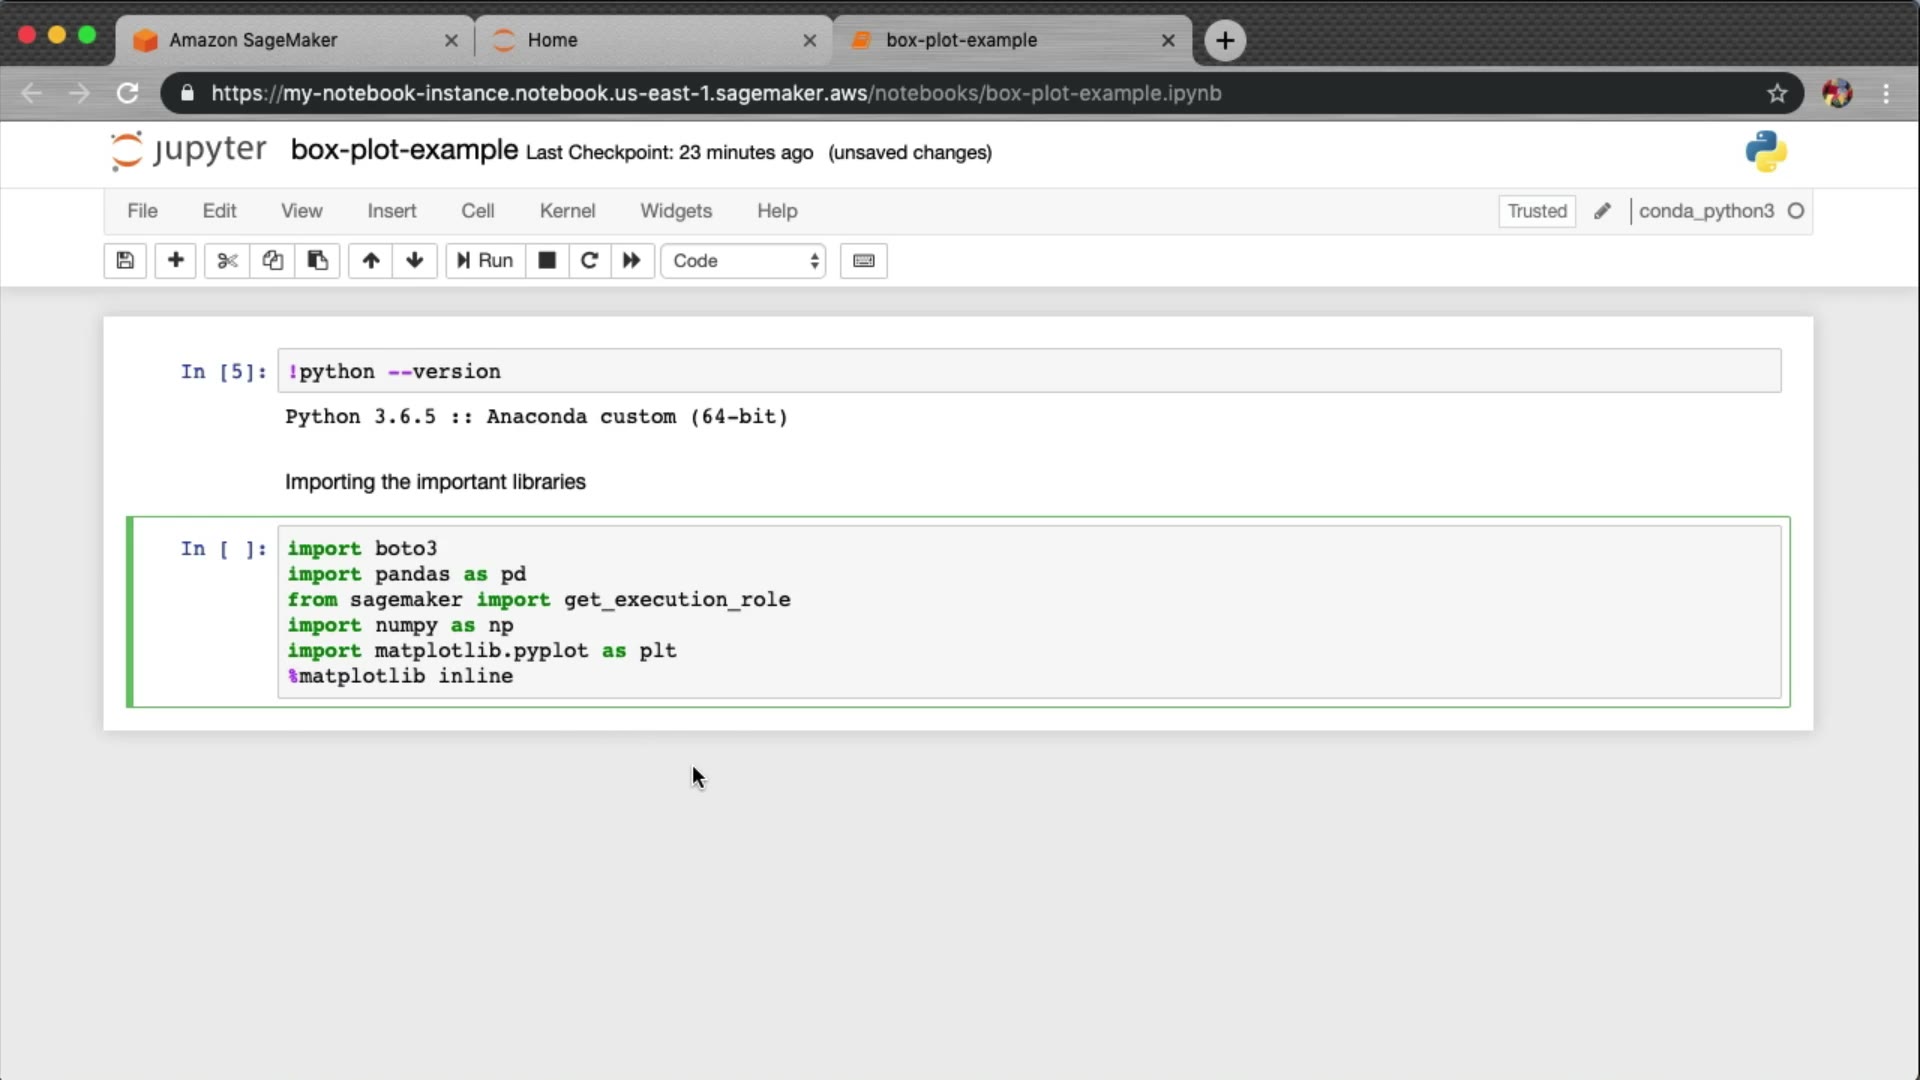 Amazon SageMaker
Home
box-plot-example
https://my-notebook-instance.notebook.us-east-1.sagemaker.aws/notebooks/box-plot-example.ipynb
jupyter box-plot-example Last Checkpoint: 23 minutes ago (unsaved changes)
File Edit View Insert Cell Kernel Widgets Help Trusted conda_python3
Run Code
In [5]: !python --version
Python 3.6.5 :: Anaconda custom (64-bit)
Importing the important libraries
In [ ]: import boto3
import pandas as pd
from sagemaker import get_execution_role
import numpy as np
import matplotlib.pyplot as plt
%matplotlib inline